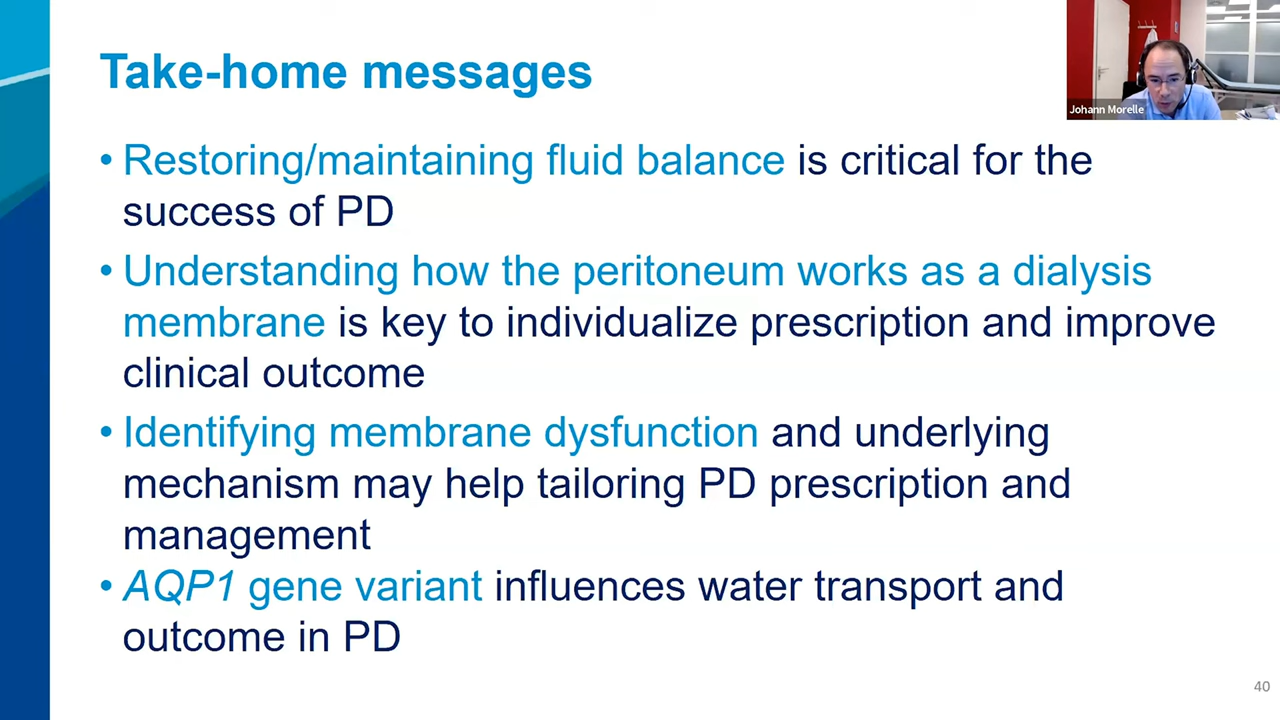 Take-home messages
Johann Morelle
• Restoring/maintaining fluid balance is critical for the
success of PD
• Understanding how the peritoneum works as a dialysis
membrane is key to individualize prescription and improve
clinical outcome
• Identifying membrane dysfunction and underlying
mechanism may help tailoring PD prescription and
management
• AQP1 gene variant influences water transport and
outcome in PD
40